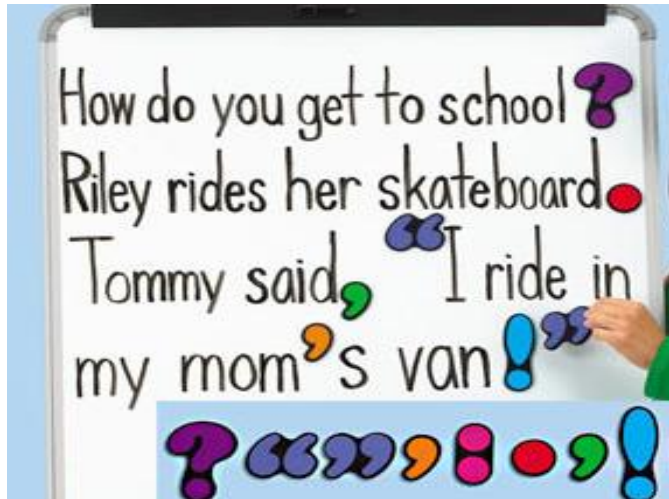 How do you get to school?
Riley rides her skateboard.
Tommy said, “I ride in
my mom’s van!”
? “ ” ’ : . , !